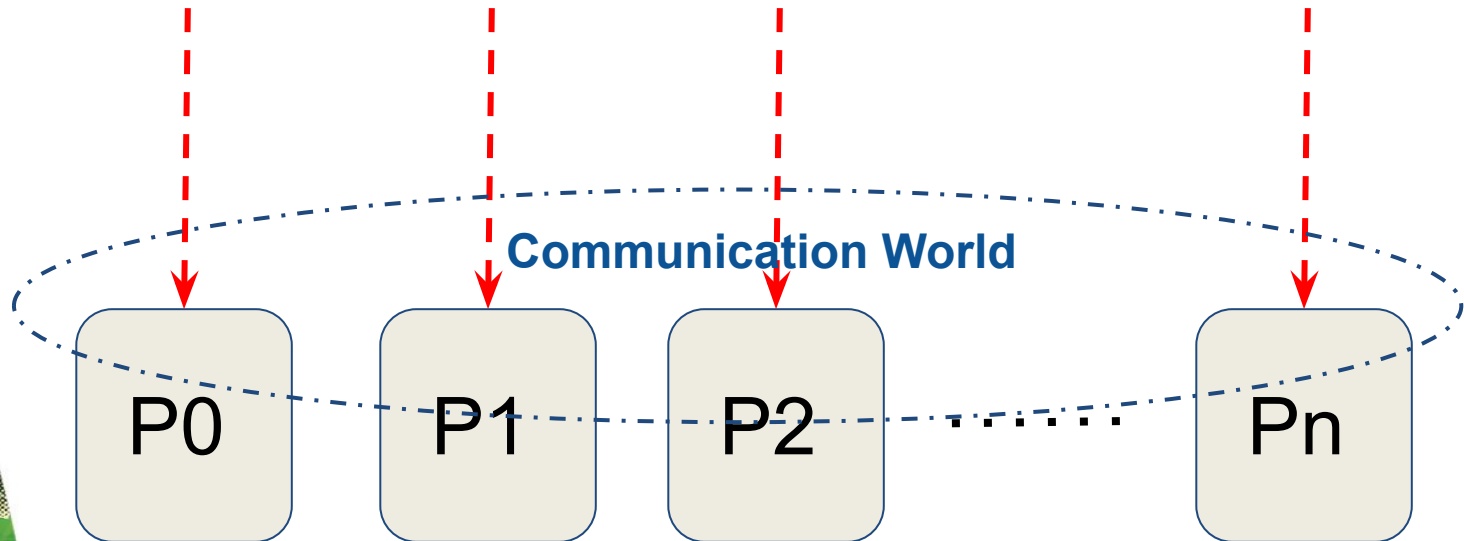 Communication World
P0 P1 P2 ...... Pn